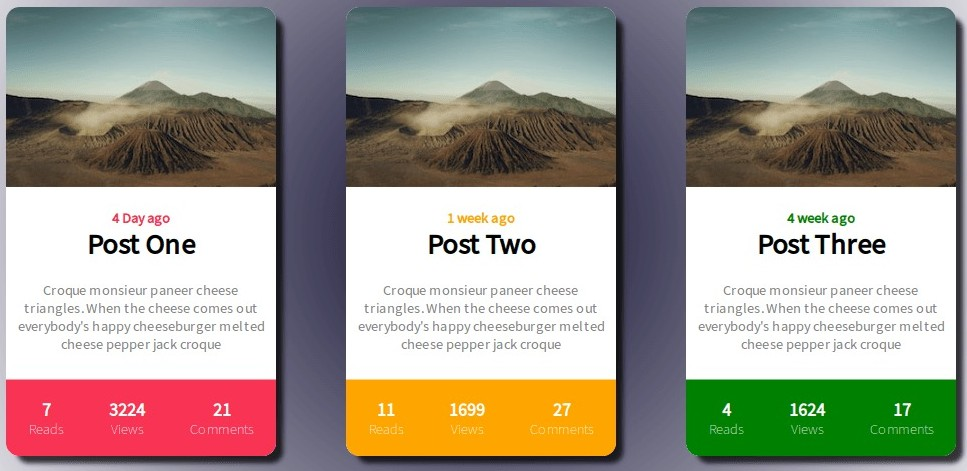 4 Day ago
Post One
Croque monsieur paneer cheese
triangles. When the cheese comes out
everybody's happy cheeseburger melted
cheese pepper jack croque
7 3224 21
Reads Views Comments
1 week ago
Post Two
Croque monsieur paneer cheese
triangles. When the cheese comes out
everybody's happy cheeseburger melted
cheese pepper jack croque
11 1699 27
Reads Views Comments
4 week ago
Post Three
Croque monsieur paneer cheese
triangles. When the cheese comes out
everybody's happy cheeseburger melted
cheese pepper jack croque
4 1624 17
Reads Views Comments